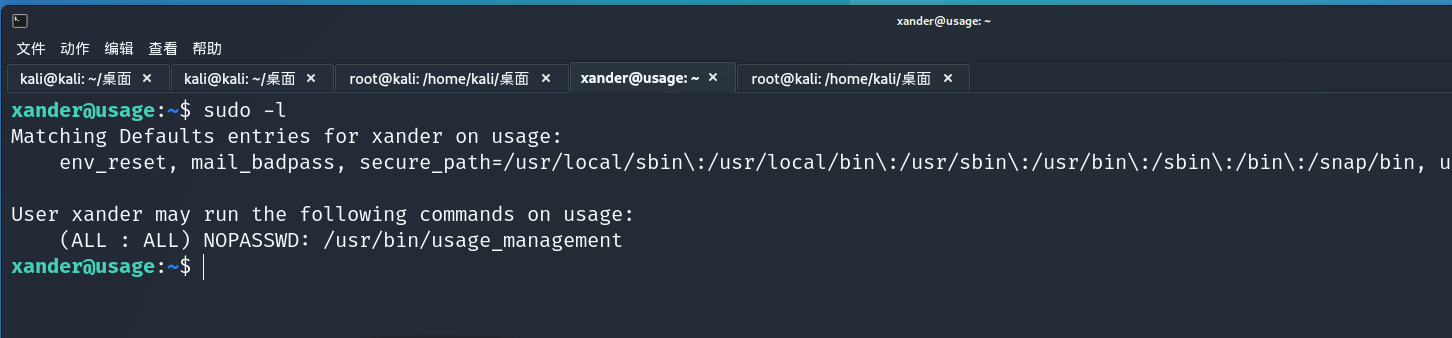 xander@usage: ~
文件 动作 编辑 查看 帮助
kali@kali: ~/桌面 × kali@kali: ~/桌面 × root@kali: /home/kali/桌面 × xander@usage: ~ × root@kali: /home/kali/桌面 ×
xander@usage:~$ sudo -l
Matching Defaults entries for xander on usage:
    env_reset, mail_badpass, secure_path=/usr/local/sbin\:/usr/local/bin\:/usr/sbin\:/usr/bin\:/sbin\:/bin\:/snap/bin, u
User xander may run the following commands on usage:
    (ALL : ALL) NOPASSWD: /usr/bin/usage_management
xander@usage:~$